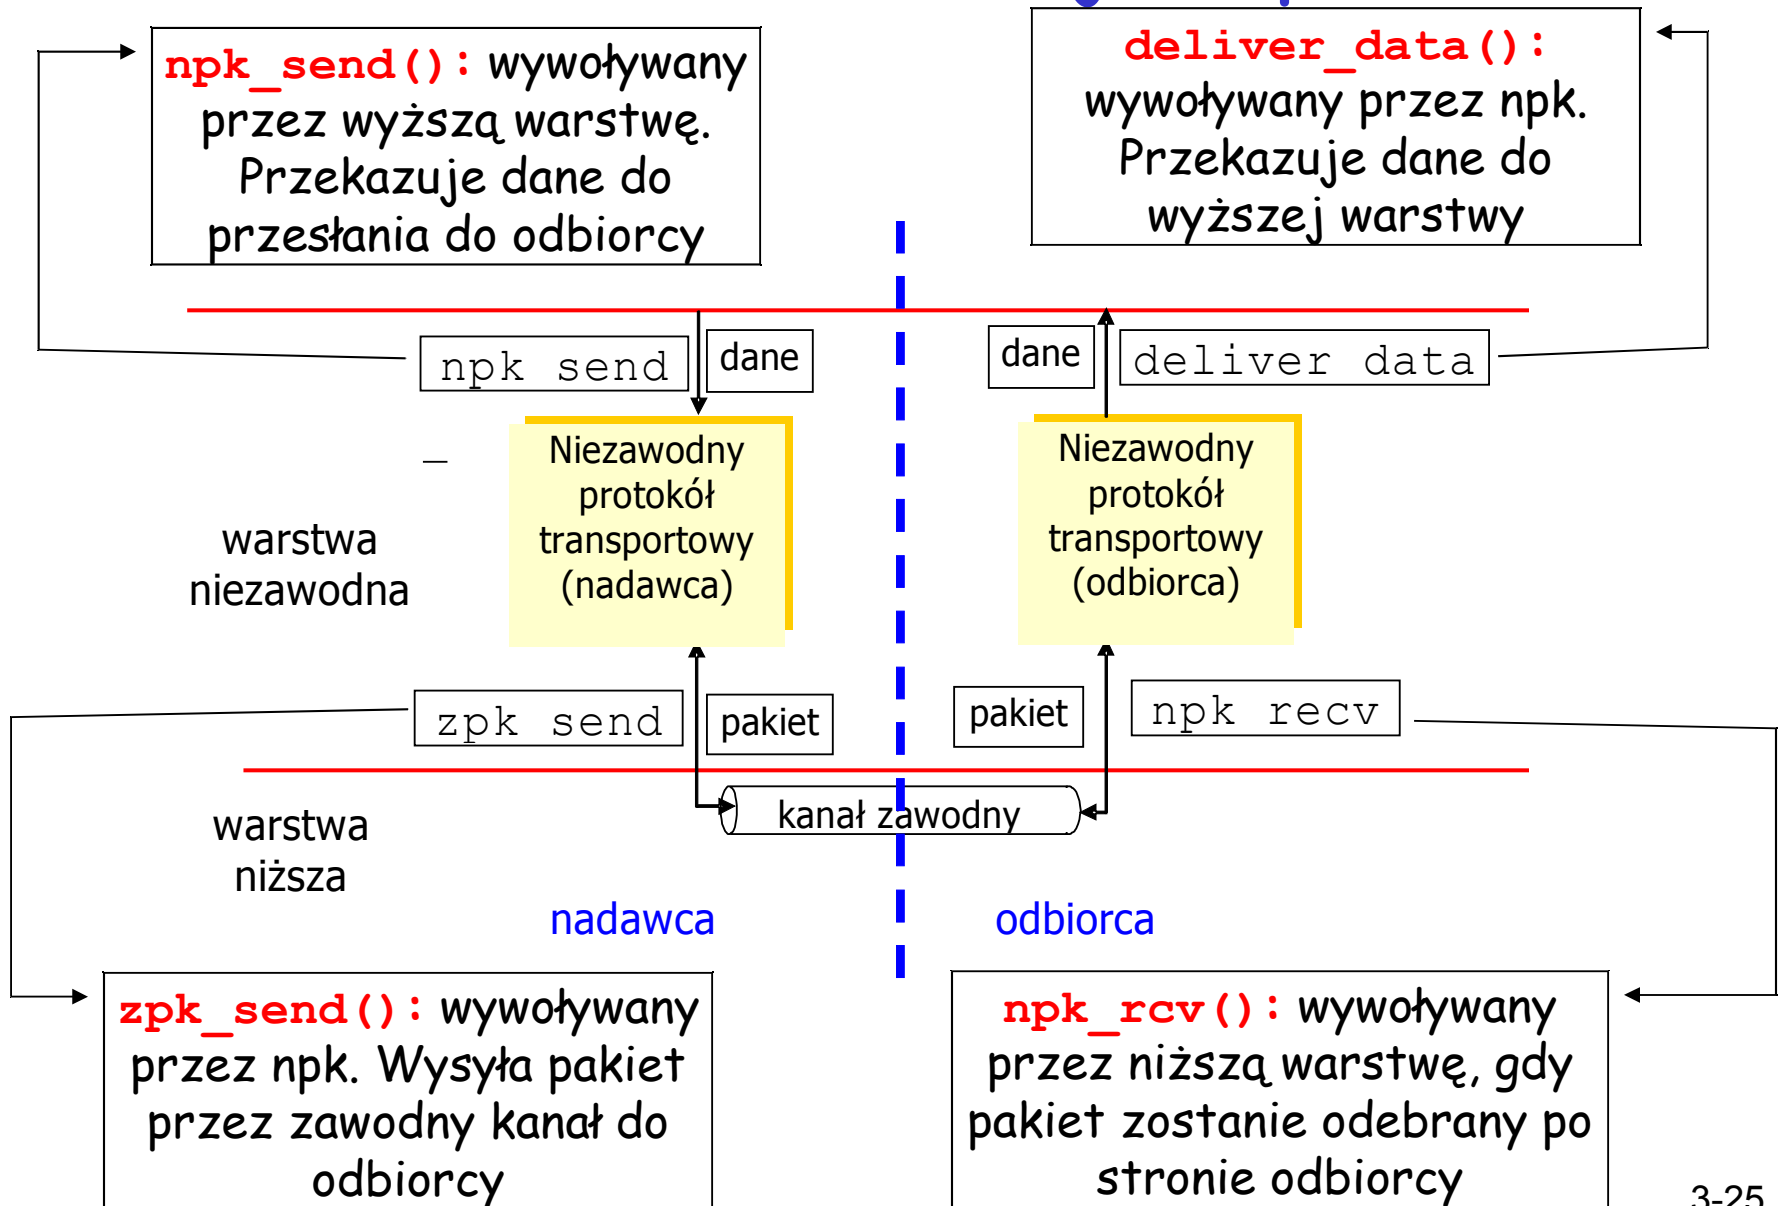 npk_send(): wywoływany
przez wyższą warstwę.
Przekazuje dane do
przesłania do odbiorcy
deliver_data():
wywoływany przez npk.
Przekazuje dane do
wyższej warstwy
npk send
dane
dane
deliver data
_
Niezawodny
protokół
transportowy
(nadawca)
Niezawodny
protokół
transportowy
(odbiorca)
warstwa
niezawodna
zpk send
pakiet
pakiet
npk recv
kanał zawodny
warstwa
niższa
nadawca
odbiorca
zpk_send(): wywoływany
przez npk. Wysyła pakiet
przez zawodny kanał do
odbiorcy
npk_rcv(): wywoływany
przez niższą warstwę, gdy
pakiet zostanie odebrany po
stronie odbiorcy
3-25